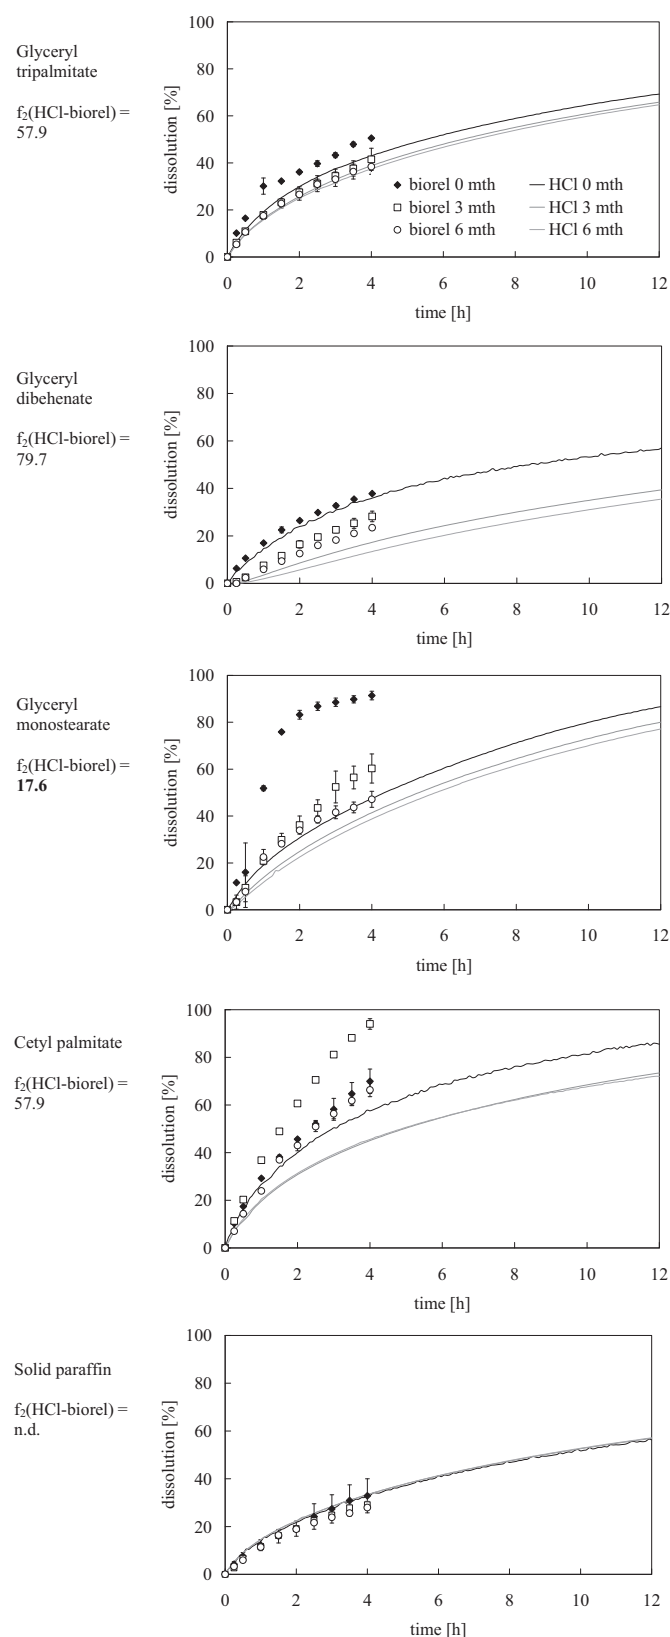 Glyceryl
tripalmitate
f2(HCl-biorel) =
57.9
dissolution [%]
100
80
60
40
20
0
biorel 0 mth
HCl 0 mth
biorel 3 mth
HCl 3 mth
biorel 6 mth
HCl 6 mth
0 2 4 6 8 10 12
time [h]
Glyceryl
dibehenate
f2(HCl-biorel) =
79.7
dissolution [%]
100
80
60
40
20
0
0 2 4 6 8 10 12
time [h]
Glyceryl
monostearate
f2(HCl-biorel) =
17.6
dissolution [%]
100
80
60
40
20
0
0 2 4 6 8 10 12
time [h]
Cetyl palmitate
f2(HCl-biorel) =
57.9
dissolution [%]
100
80
60
40
20
0
0 2 4 6 8 10 12
time [h]
Solid paraffin
f2(HCl-biorel) =
n.d.
dissolution [%]
100
80
60
40
20
0
0 2 4 6 8 10 12
time [h]